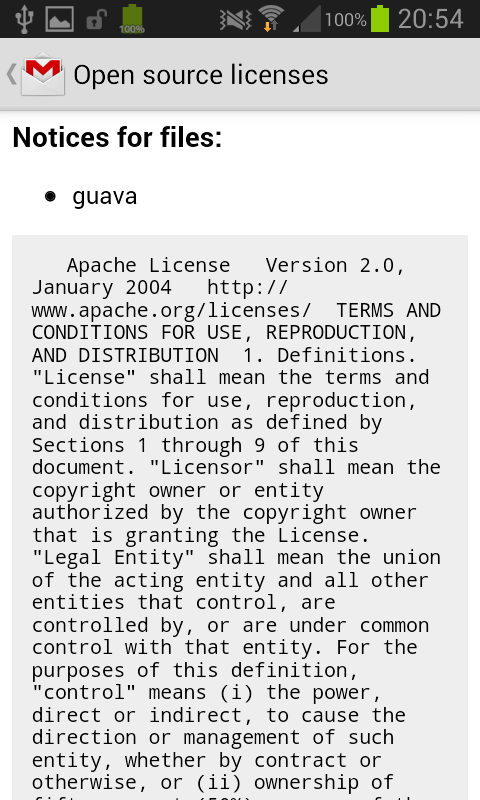 100% 100% 20:54
Open source licenses
Notices for files:
guava
Apache License   Version 2.0,
January 2004   http://
www.apache.org/licenses/  TERMS AND
CONDITIONS FOR USE, REPRODUCTION,
AND DISTRIBUTION  1. Definitions.
"License" shall mean the terms and
conditions for use, reproduction,
and distribution as defined by
Sections 1 through 9 of this
document. "Licensor" shall mean the
copyright owner or entity
authorized by the copyright owner
that is granting the License.
"Legal Entity" shall mean the union
of the acting entity and all other
entities that control, are
controlled by, or are under common
control with that entity. For the
purposes of this definition,
"control" means (i) the power,
direct or indirect, to cause the
direction or management of such
entity, whether by contract or
otherwise, or (ii) ownership of